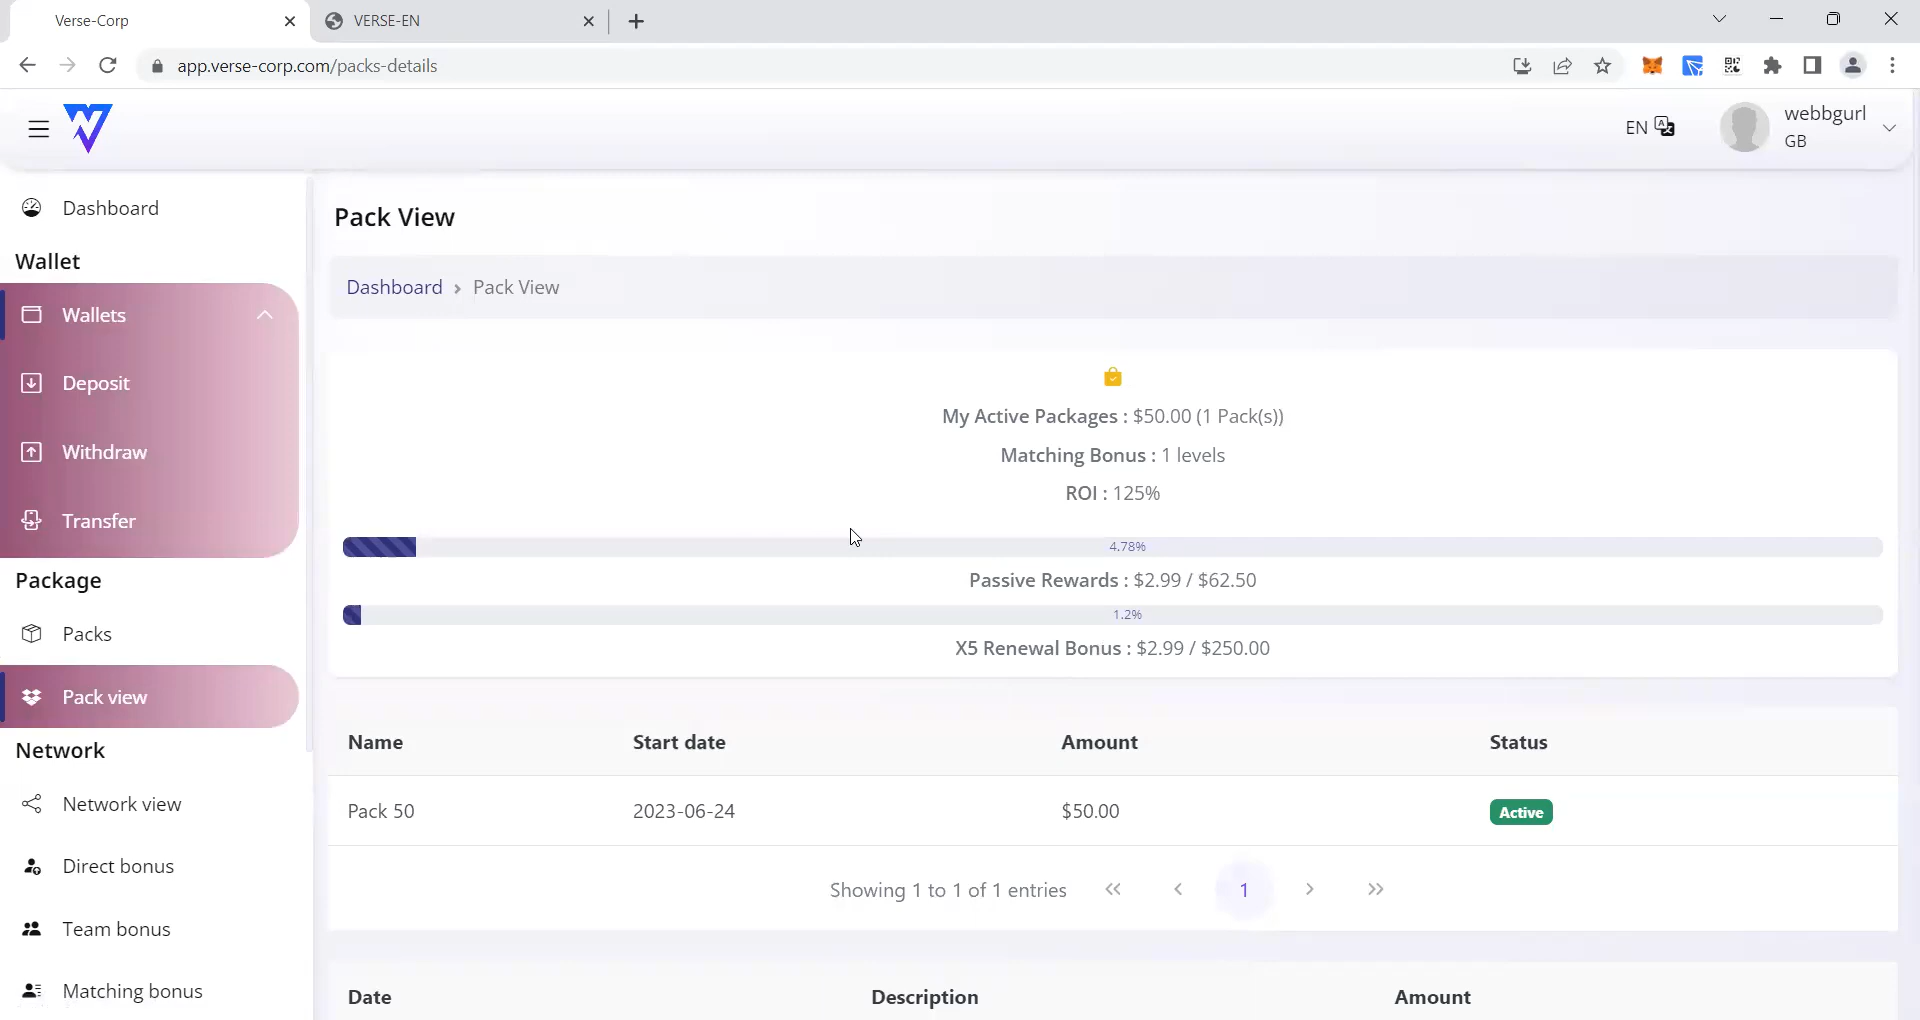 Verse-Corp
VERSE-EN
app.verse-corp.com/packs-details
EN
webbgurl
GB
Dashboard
Wallet
Wallets
Deposit
Withdraw
Transfer
Package
Packs
Pack view
Network
Network view
Direct bonus
Team bonus
Matching bonus
Pack View
Dashboard › Pack View
My Active Packages : $50.00 (1 Pack(s))
Matching Bonus : 1 levels
ROI : 125%
4.78%
Passive Rewards : $2.99 / $62.50
1.2%
X5 Renewal Bonus : $2.99 / $250.00
Name Start date Amount Status
Pack 50 2023-06-24 $50.00 Active
Showing 1 to 1 of 1 entries « ‹ 1 › »
Date Description Amount